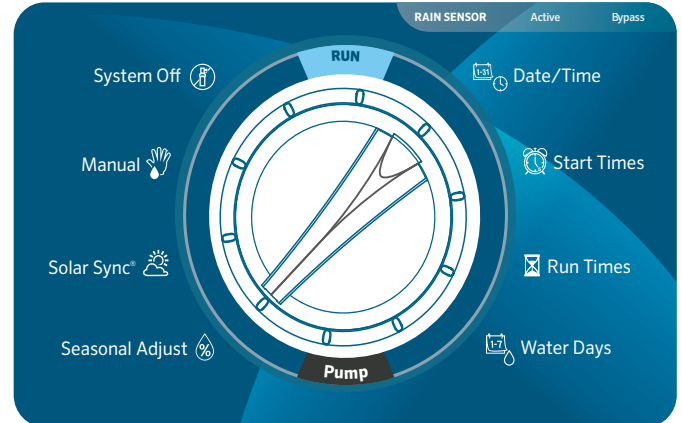 RAIN SENSOR Active Bypass
RUN
System Off
1-31
Date/Time
Manual
Start Times
Solar Sync®
Run Times
Seasonal Adjust %
1-7
Water Days
Pump